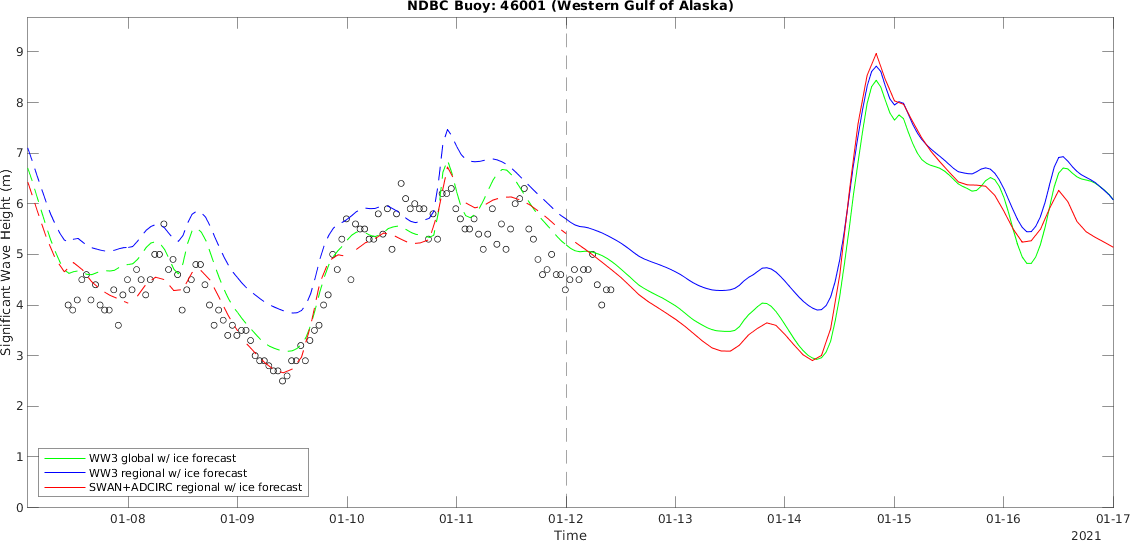 NDBC Buoy: 46001 (Western Gulf of Alaska)
Significant Wave Height (m)
9
8
7
6
5
4
3
2
1
0
WW3 global w/ ice forecast
WW3 regional w/ ice forecast
SWAN+ADCIRC regional w/ ice forecast
01-08 01-09 01-10 01-11 01-12 01-13 01-14 01-15 01-16 01-17
Time
2021